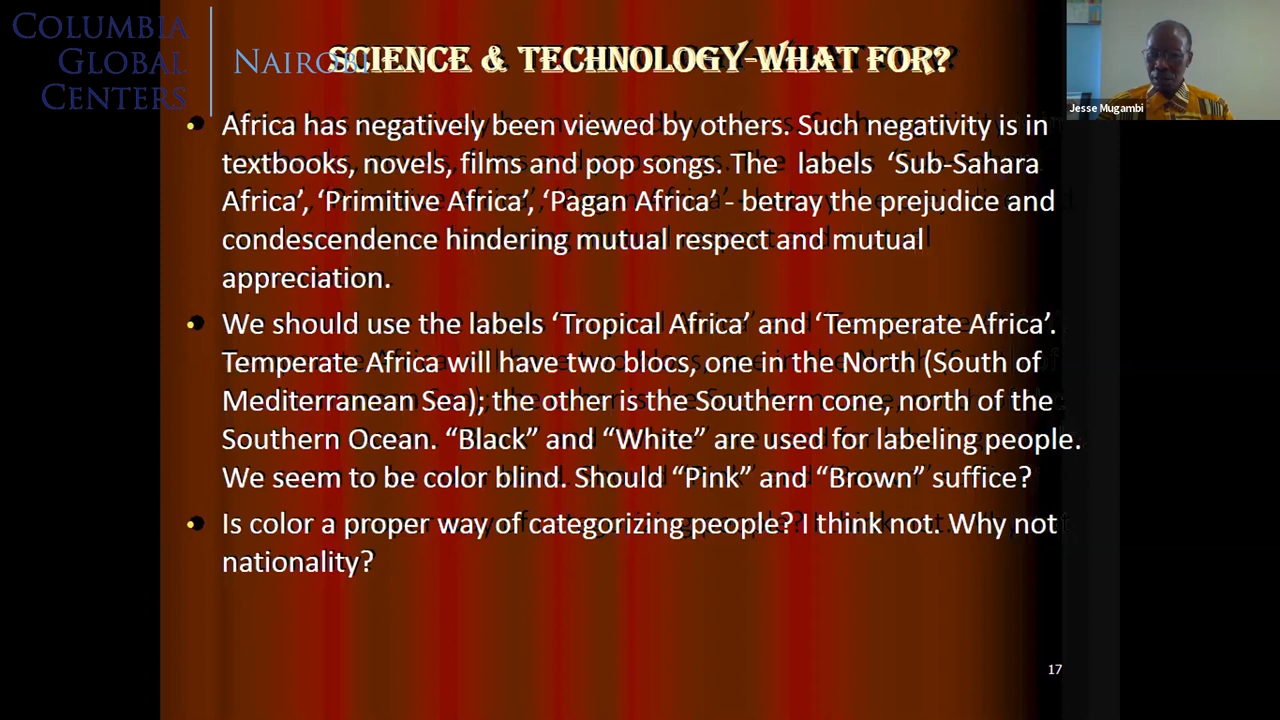 COLUMBIA
GLOBAL
CENTERS
NAIROBI
SCIENCE & TECHNOLOGY-WHAT FOR?
Jesse Mugambi
• Africa has negatively been viewed by others. Such negativity is in
textbooks, novels, films and pop songs. The labels ‘Sub-Sahara
Africa’, ‘Primitive Africa’, ‘Pagan Africa’ - betray the prejudice and
condescendence hindering mutual respect and mutual
appreciation.
• We should use the labels ‘Tropical Africa’ and ‘Temperate Africa’.
Temperate Africa will have two blocs, one in the North (South of
Mediterranean Sea); the other is the Southern cone, north of the
Southern Ocean. “Black” and “White” are used for labeling people.
We seem to be color blind. Should “Pink” and “Brown” suffice?
• Is color a proper way of categorizing people? I think not. Why not
nationality?
17